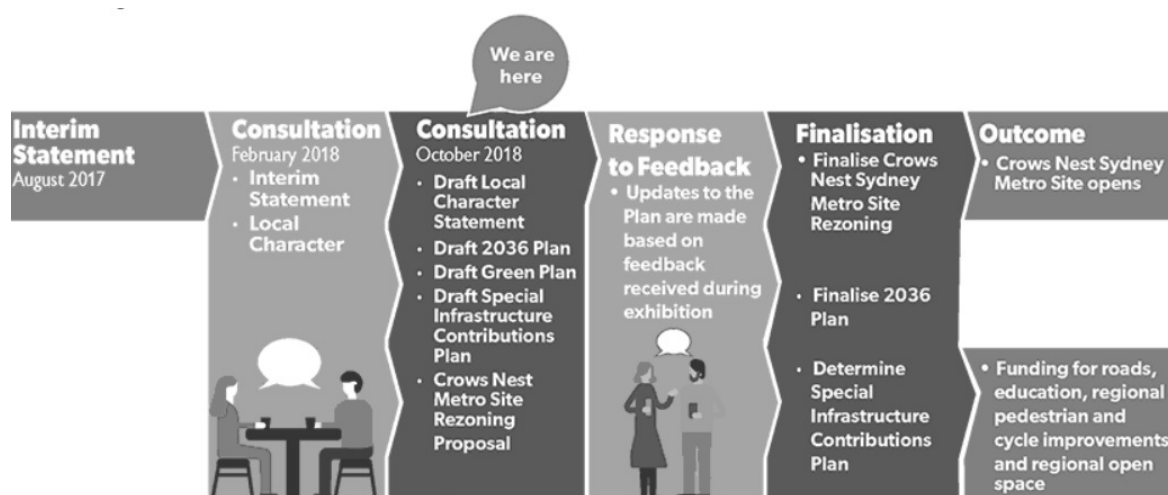 We are
here
Interim
Statement
August 2017
Consultation
February 2018
• Interim
Statement
• Local
Character
Consultation
October 2018
• Draft Local
Character
Statement
• Draft 2036 Plan
• Draft Green Plan
• Draft Special
Infrastructure
Contributions
Plan
• Crows Nest
Metro Site
Rezoning
Proposal
Response
to Feedback
• Updates to the
Plan are made
based on
feedback
received during
exhibition
Finalisation
• Finalise Crows
Nest Sydney
Metro Site
Rezoning
• Finalise 2036
Plan
• Determine
Special
Infrastructure
Contributions
Plan
Outcome
• Crows Nest Sydney
Metro Site opens
• Funding for roads,
education, regional
pedestrian and
cycle improvements
and regional open
space